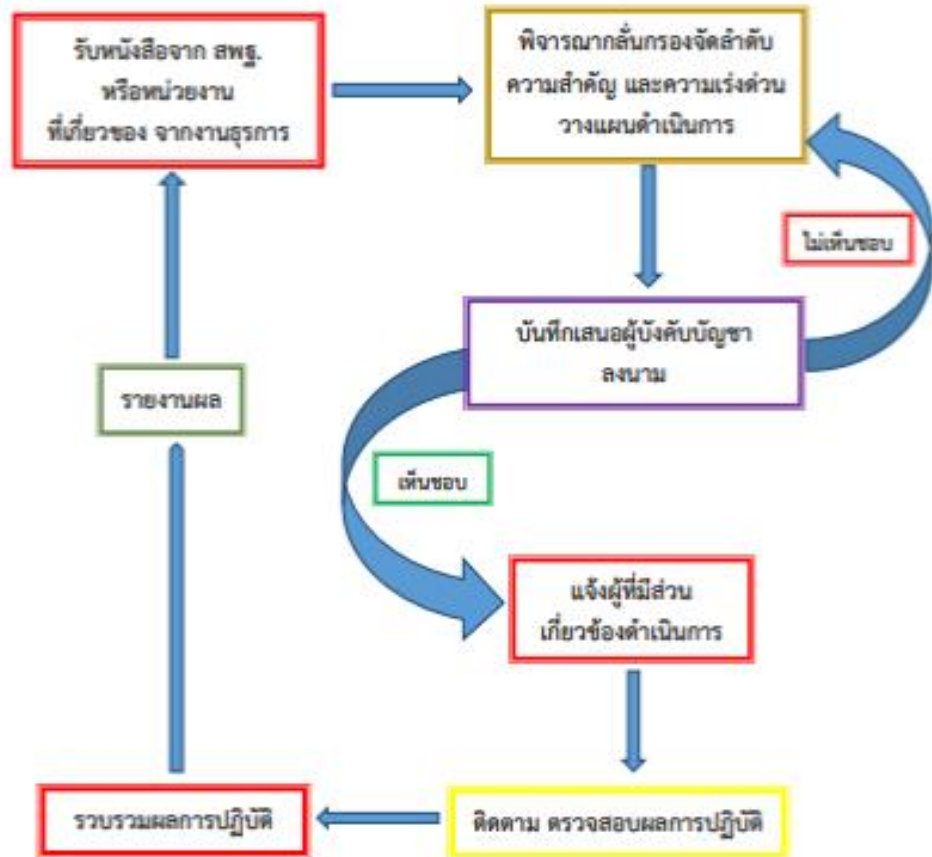 รับหนังสือจาก สพฐ.
หรือหน่วยงาน
ที่เกี่ยวของ จากงานธุรการ
พิจารณากลั่นกรองจัดลำดับ
ความสำคัญ และความเร่งด่วน
วางแผนดำเนินการ
ไม่เห็นชอบ
บันทึกเสนอผู้บังคับบัญชา
ลงนาม
รายงานผล
เห็นชอบ
แจ้งผู้ที่มีส่วน
เกี่ยวข้องดำเนินการ
รวบรวมผลการปฏิบัติ
ติดตาม ตรวจสอบผลการปฏิบัติ